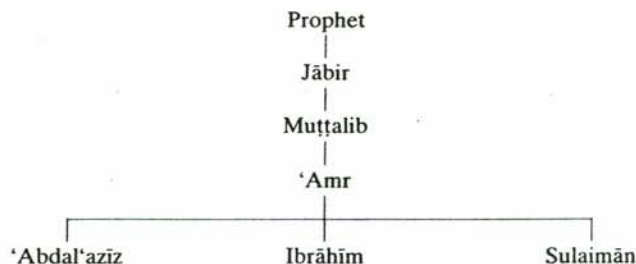 Prophet
Jābir
Muṭṭalib
‘Amr
‘Abdal‘azīz Ibrāhīm Sulaimān